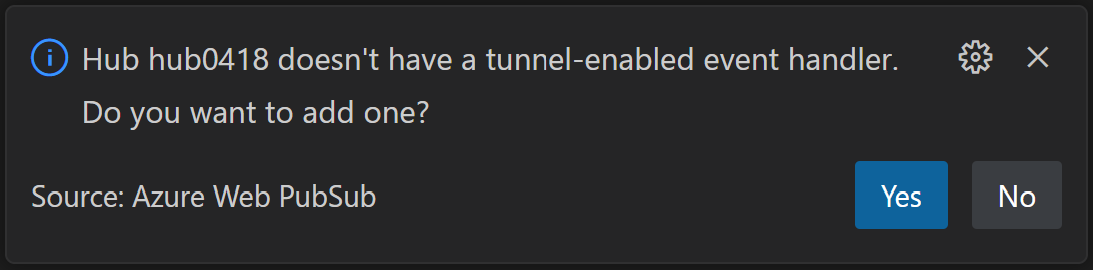 Hub hub0418 doesn't have a tunnel-enabled event handler.
Do you want to add one?
Source: Azure Web PubSub
Yes
No